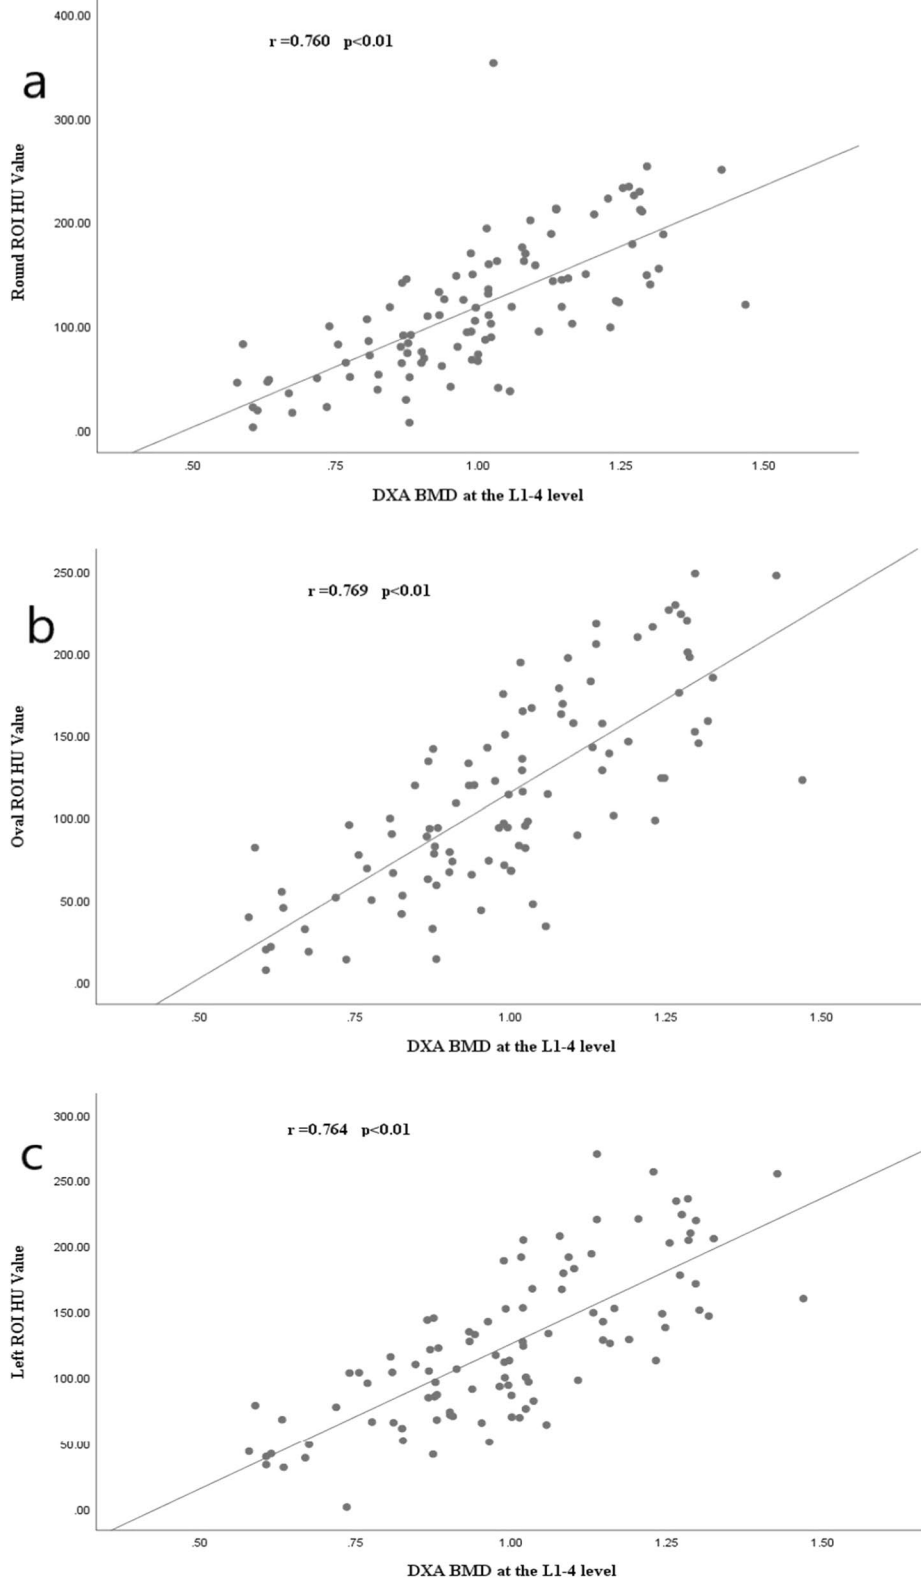 400.00
r =0.760 p<0.01
a
300.00
Round ROI HU Value
200.00
100.00
.00
.50 .75 1.00 1.25 1.50
DXA BMD at the L1-4 level
250.00
r =0.769 p<0.01
b
200.00
Oval ROI HU Value
150.00
100.00
50.00
.00
.50 .75 1.00 1.25 1.50
DXA BMD at the L1-4 level
300.00
r =0.764 p<0.01
c
250.00
200.00
Left ROI HU Value
150.00
100.00
50.00
.00
.50 .75 1.00 1.25 1.50
DXA BMD at the L1-4 level